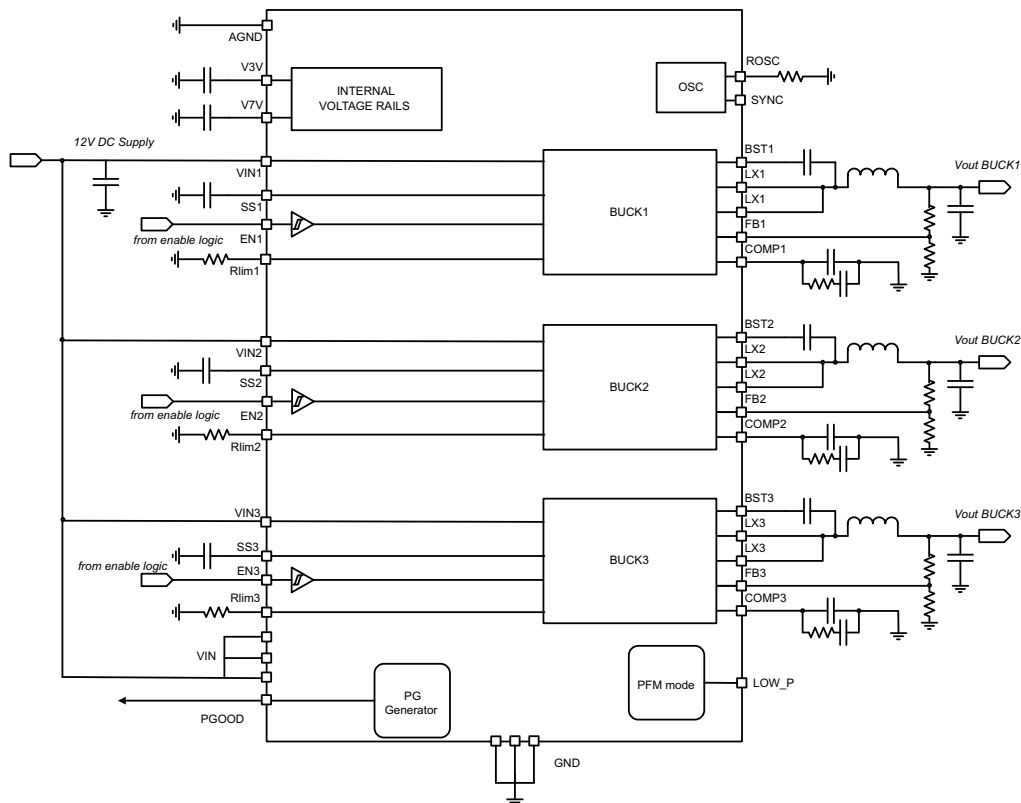 AGND
V3V
V7V
INTERNAL
VOLTAGE RAILS
ROSC
OSC
SYNC
12V DC Supply
VIN1
SS1
EN1
from enable logic
Rlim1
BUCK1
BST1
LX1
LX1
FB1
COMP1
Vout BUCK1
VIN2
SS2
EN2
from enable logic
Rlim2
BUCK2
BST2
LX2
LX2
FB2
COMP2
Vout BUCK2
VIN3
SS3
from enable logic
EN3
Rlim3
BUCK3
BST3
LX3
LX3
FB3
COMP3
Vout BUCK3
VIN
PGOOD
PG
Generator
PFM mode
LOW_P
GND